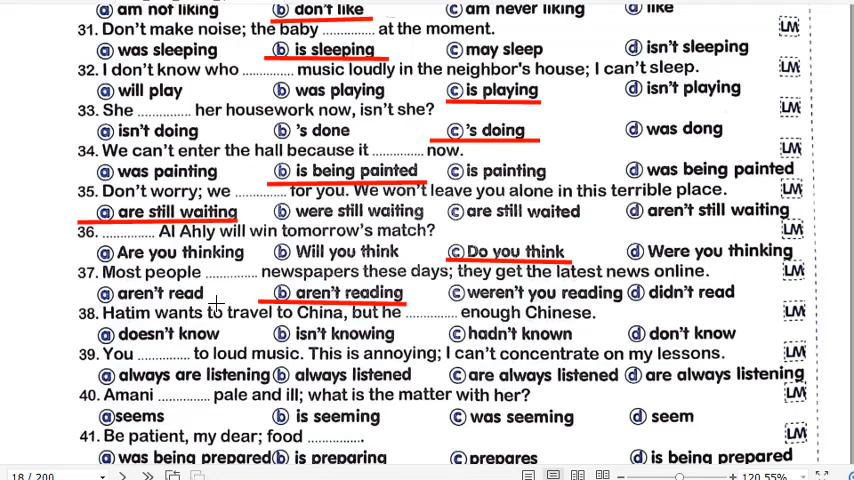 ⓐ am not liking ⓑ don't like ⓒ am never liking ⓓ like
31. Don't make noise; the baby ............ at the moment. LM
ⓐ was sleeping ⓑ is sleeping ⓒ may sleep ⓓ isn't sleeping
32. I don't know who ............ music loudly in the neighbor's house; I can't sleep. LM
ⓐ will play ⓑ was playing ⓒ is playing ⓓ isn't playing
33. She ............ her housework now, isn't she? LM
ⓐ isn't doing ⓑ 's done ⓒ 's doing ⓓ was dong
34. We can't enter the hall because it ............ now. LM
ⓐ was painting ⓑ is being painted ⓒ is painting ⓓ was being painted
35. Don't worry; we ............ for you. We won't leave you alone in this terrible place. LM
ⓐ are still waiting ⓑ were still waiting ⓒ are still waited ⓓ aren't still waiting
36. ............ Al Ahly will win tomorrow's match? LM
ⓐ Are you thinking ⓑ Will you think ⓒ Do you think ⓓ Were you thinking
37. Most people ............ newspapers these days; they get the latest news online. LM
ⓐ aren't read ⓑ aren't reading ⓒ weren't you reading ⓓ didn't read
38. Hatim wants to travel to China, but he ............ enough Chinese. LM
ⓐ doesn't know ⓑ isn't knowing ⓒ hadn't known ⓓ don't know
39. You ............ to loud music. This is annoying; I can't concentrate on my lessons. LM
ⓐ always are listening ⓑ always listened ⓒ are always listened ⓓ are always listening
40. Amani ............ pale and ill; what is the matter with her? LM
ⓐ seems ⓑ is seeming ⓒ was seeming ⓓ seem
41. Be patient, my dear; food ............. LM
ⓐ was being prepared ⓑ is preparing ⓒ prepares ⓓ is being prepared
18 / 200 120.55%